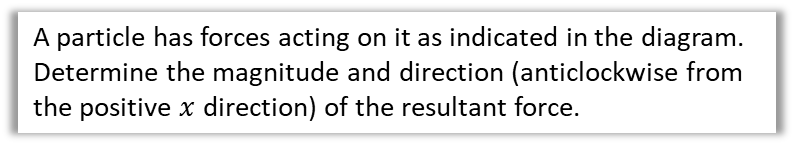 A particle has forces acting on it as indicated in the diagram.
Determine the magnitude and direction (anticlockwise from
the positive 𝑥 direction) of the resultant force.